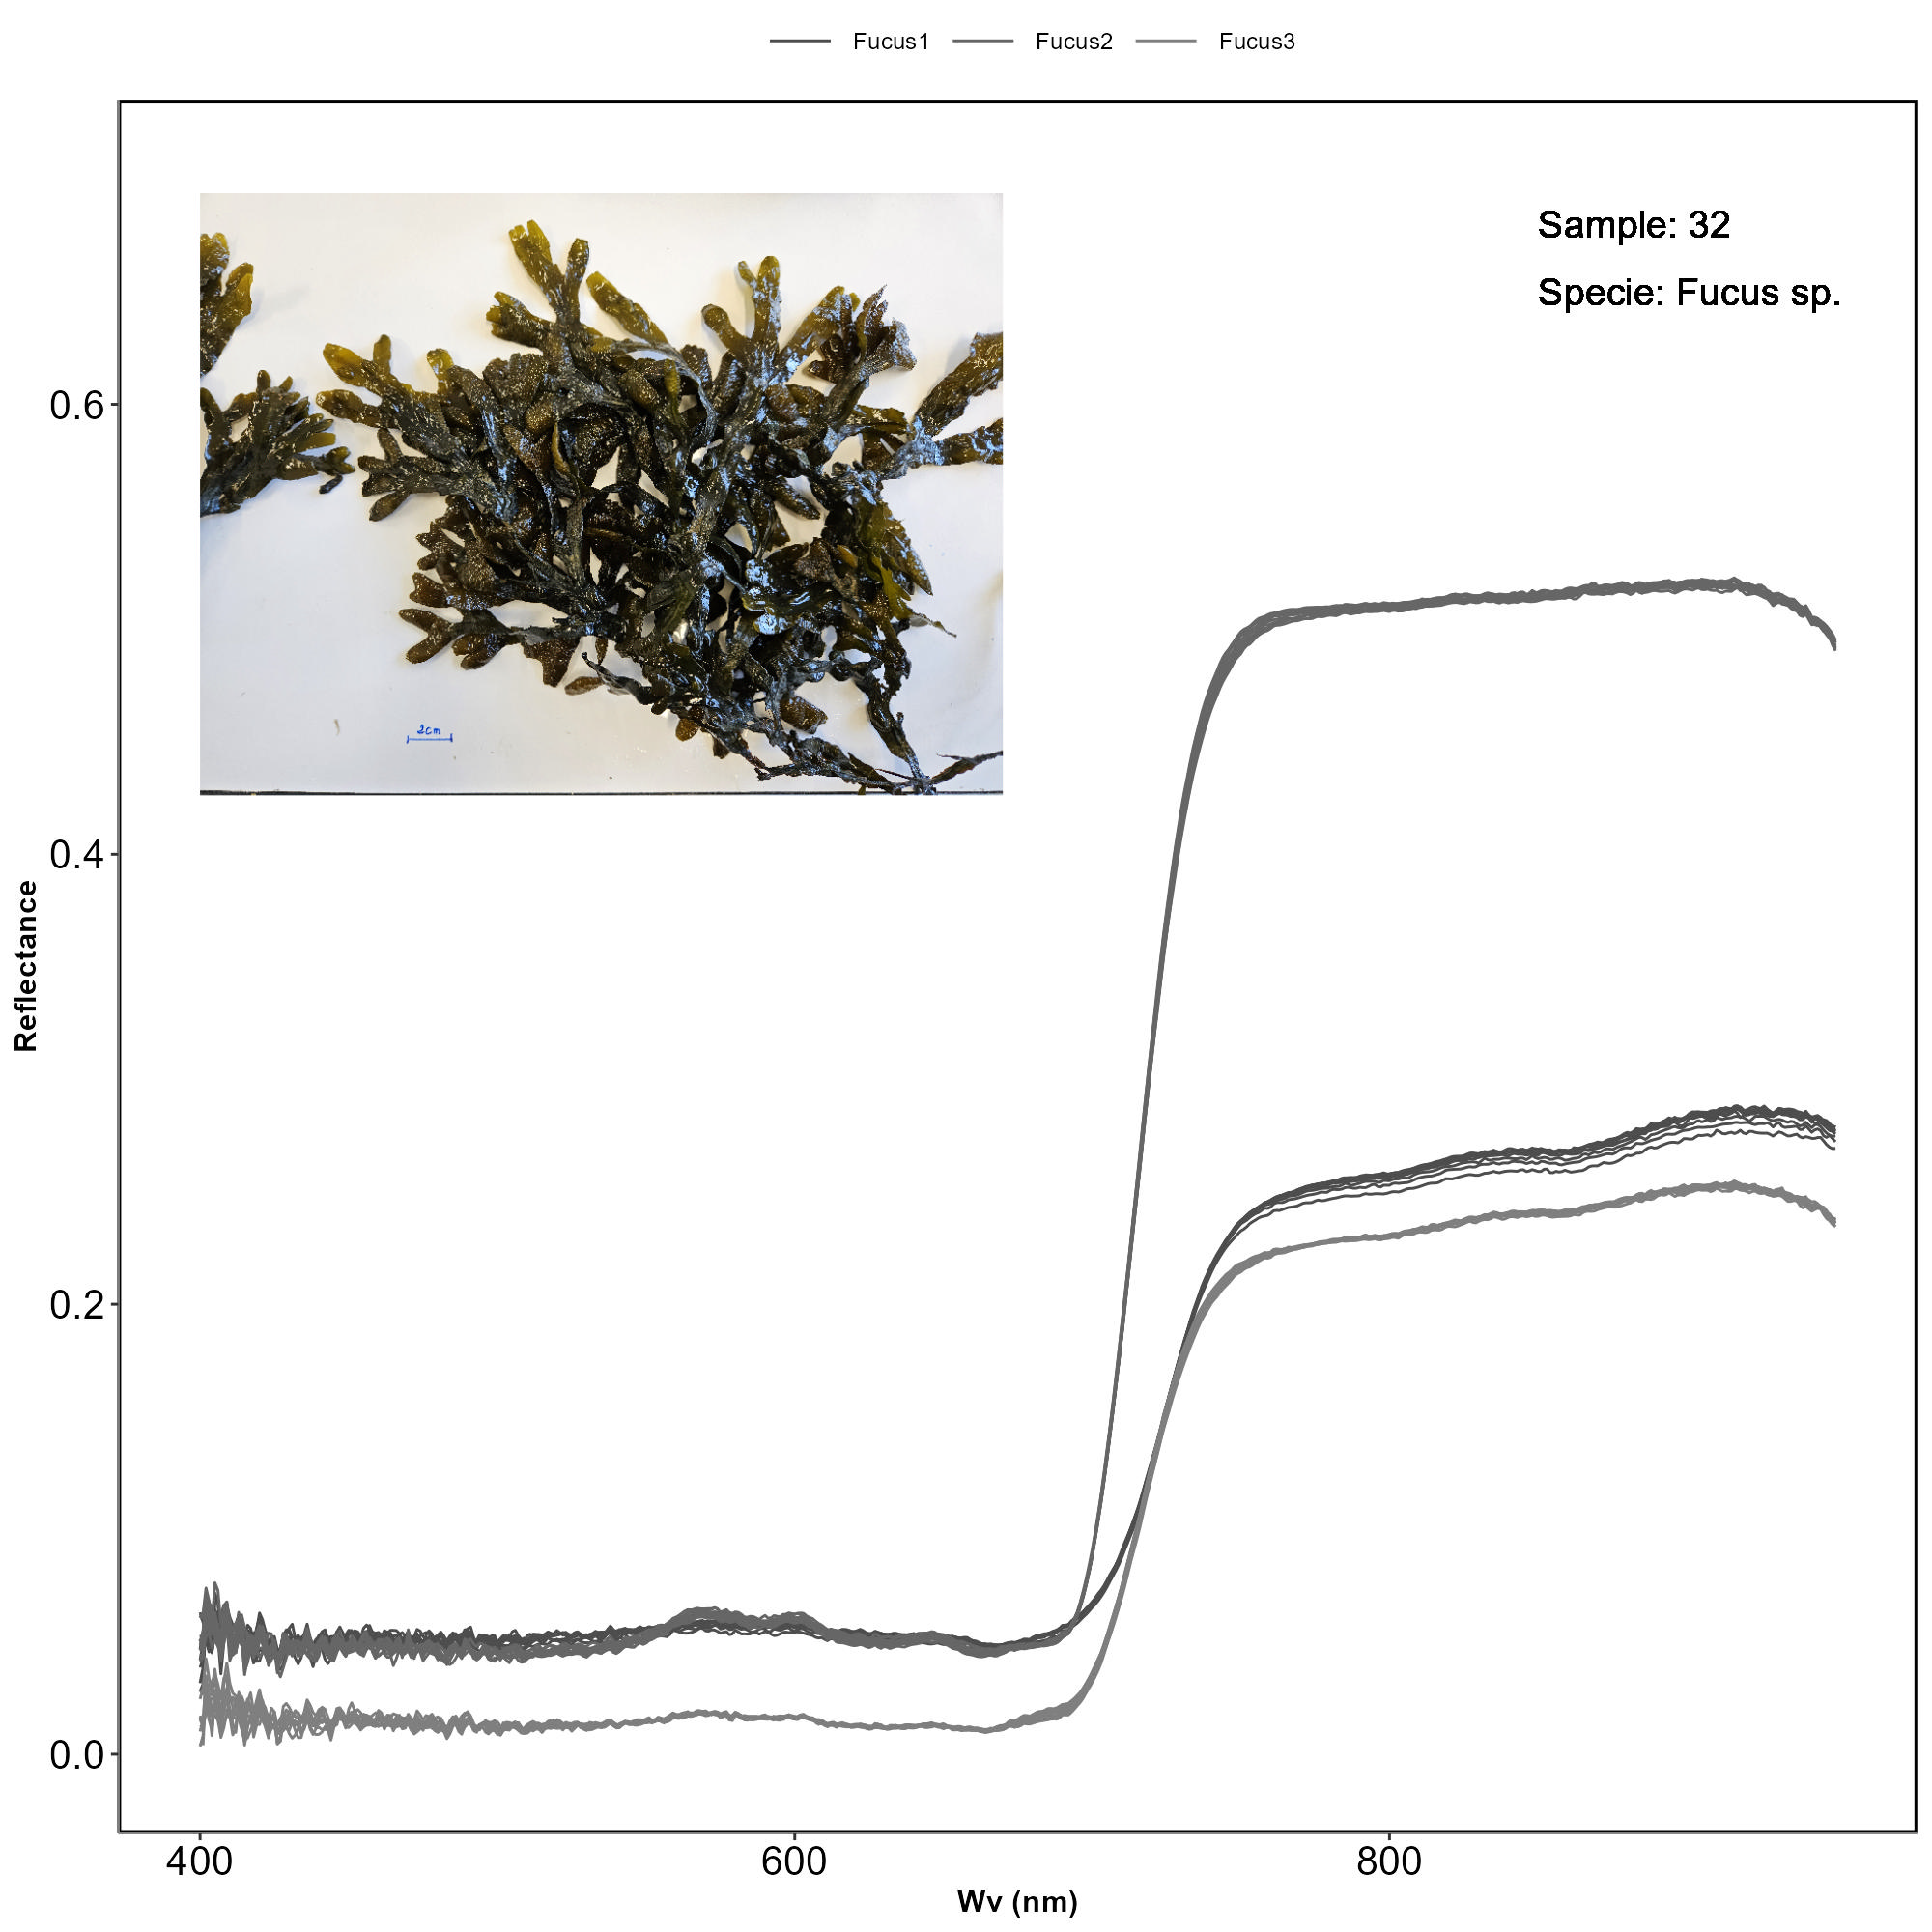 Fucus1 Fucus2 Fucus3
Sample: 32
Specie: Fucus sp.
2cm
0.6
0.4
0.2
0.0
Reflectance
400 600 800
Wv (nm)